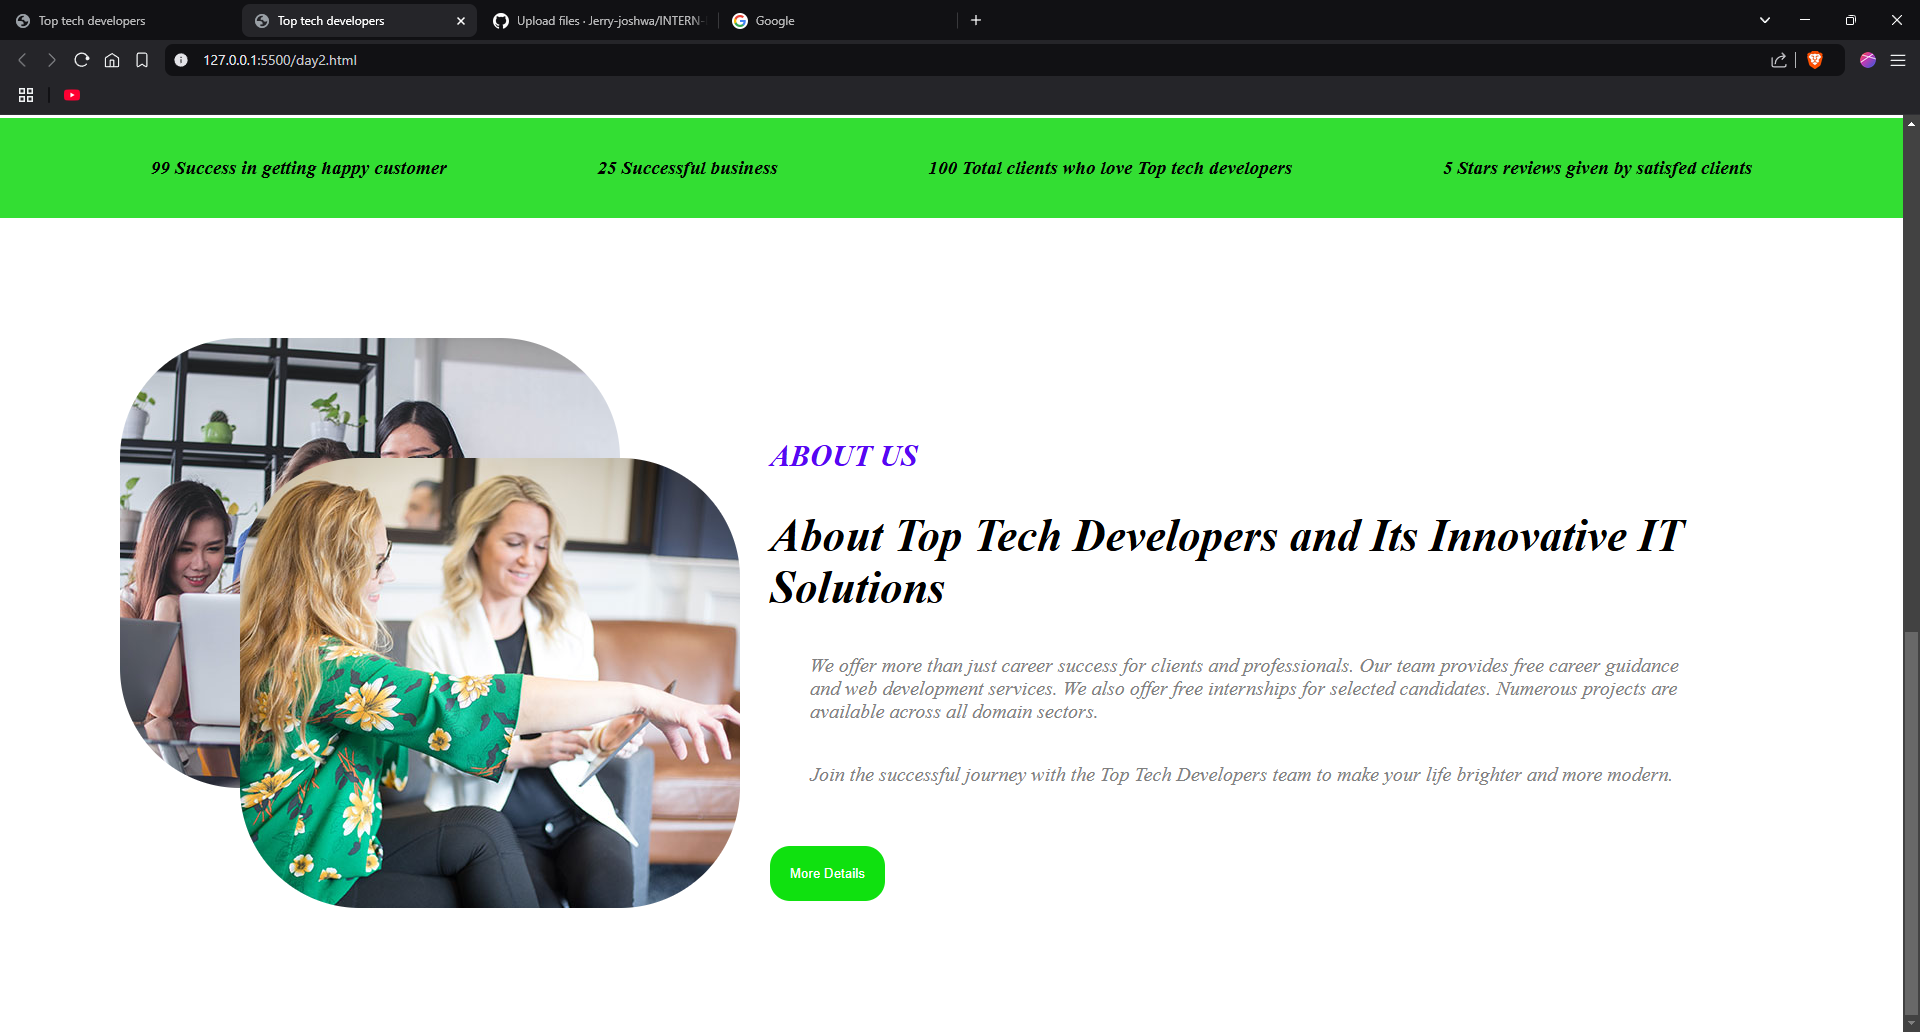 Top tech developers
Top tech developers
Upload files · Jerry-joshwa/INTERN-
Google
127.0.0.1:5500/day2.html
99 Success in getting happy customer
25 Successful business
100 Total clients who love Top tech developers
5 Stars reviews given by satisfed clients
ABOUT US
About Top Tech Developers and Its Innovative IT
Solutions
We offer more than just career success for clients and professionals. Our team provides free career guidance
and web development services. We also offer free internships for selected candidates. Numerous projects are
available across all domain sectors.
Join the successful journey with the Top Tech Developers team to make your life brighter and more modern.
More Details